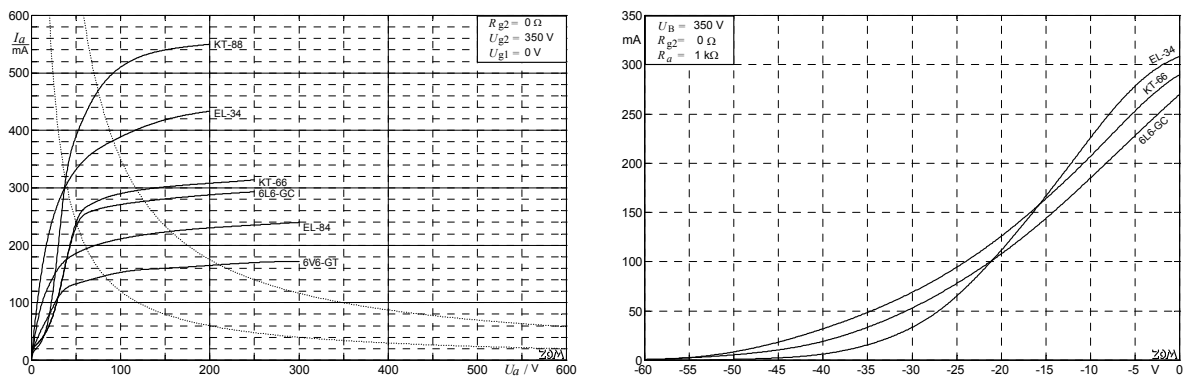 600
Ia
mA
500
400
300
200
100
0
0
100
200
300
400
500
Ua / V
600
Rg2= 0 Ω
Ug2= 350 V
Ug1= 0 V
KT-88
EL-34
KT-66
6L6-GC
EL-84
6V6-GT
350
mA
300
250
200
150
100
50
0
-60
-55
-50
-45
-40
-35
-30
-25
-20
-15
-10
-5
V
0
UB = 350 V
Rg2= 0 Ω
Ra = 1 kΩ
EL-34
KT-66
6L6-GC